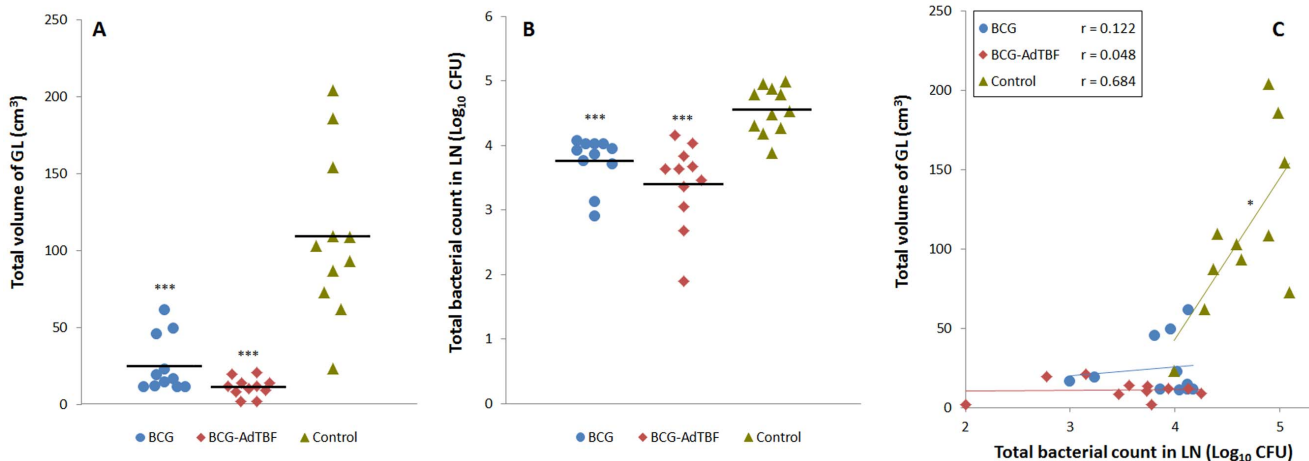 A
Total volume of GL (cm³)
250
200
150
100
50
0
***
***
BCG BCG-AdTBF Control
B
Total bacterial count in LN (Log₁₀ CFU)
6
5
4
3
2
1
0
***
***
BCG BCG-AdTBF Control
C
BCG r = 0.122
BCG-AdTBF r = 0.048
Control r = 0.684
Total volume of GL (cm³)
250
200
150
100
50
0
*
2 3 4 5
Total bacterial count in LN (Log₁₀ CFU)